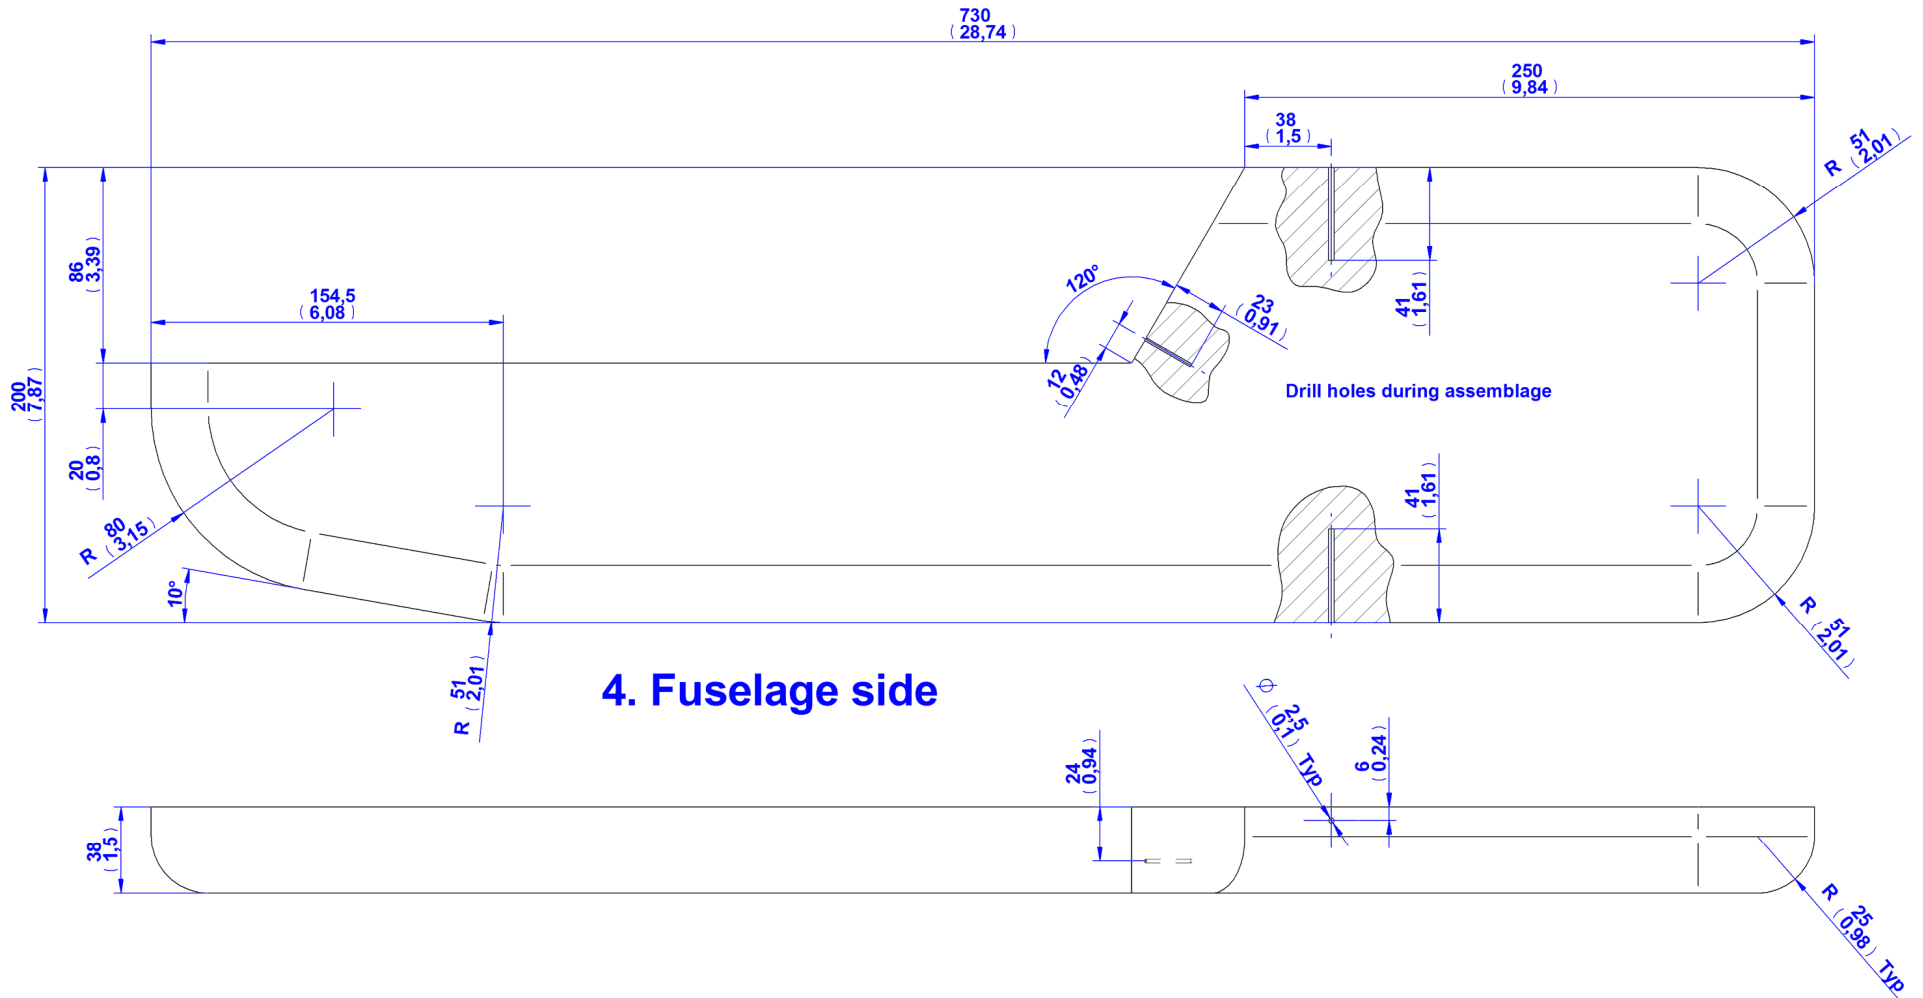 730
( 28,74 )
250
( 9,84 )
38
( 1,5 )
51
R ( 2,01 )
86
( 3,39 )
154,5
( 6,08 )
120°
23
( 0,91 )
41
( 1,61 )
12
( 0,48 )
Drill holes during assemblage
200
( 7,87 )
20
( 0,8 )
41
( 1,61 )
80
R ( 3,15 )
10°
51
R ( 2,01 )
51
R ( 2,01 )
4. Fuselage side
Ø 2,5
( 0,1 ) Typ
24
( 0,94 )
6
( 0,24 )
38
( 1,5 )
25
R ( 0,98 ) Typ